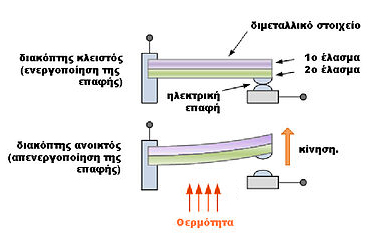 διμεταλλικό στοιχείο
διακόπτης κλειστός
(ενεργοποίηση της
επαφής)
1ο έλασμα
2ο έλασμα
ηλεκτρική
επαφή
διακόπτης ανοικτός
(απενεργοποίηση της
επαφής)
κίνηση.
Θερμότητα